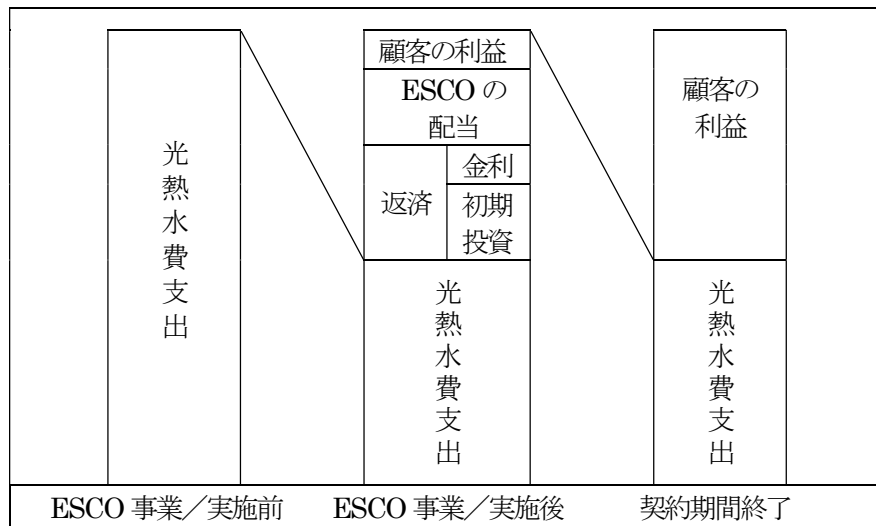 光熱水費支出
顧客の利益
ESCO の
配当
返済
金利
初期
投資
光熱水費支出
顧客の
利益
光熱水費支出
ESCO 事業／実施前
ESCO 事業／実施後
契約期間終了